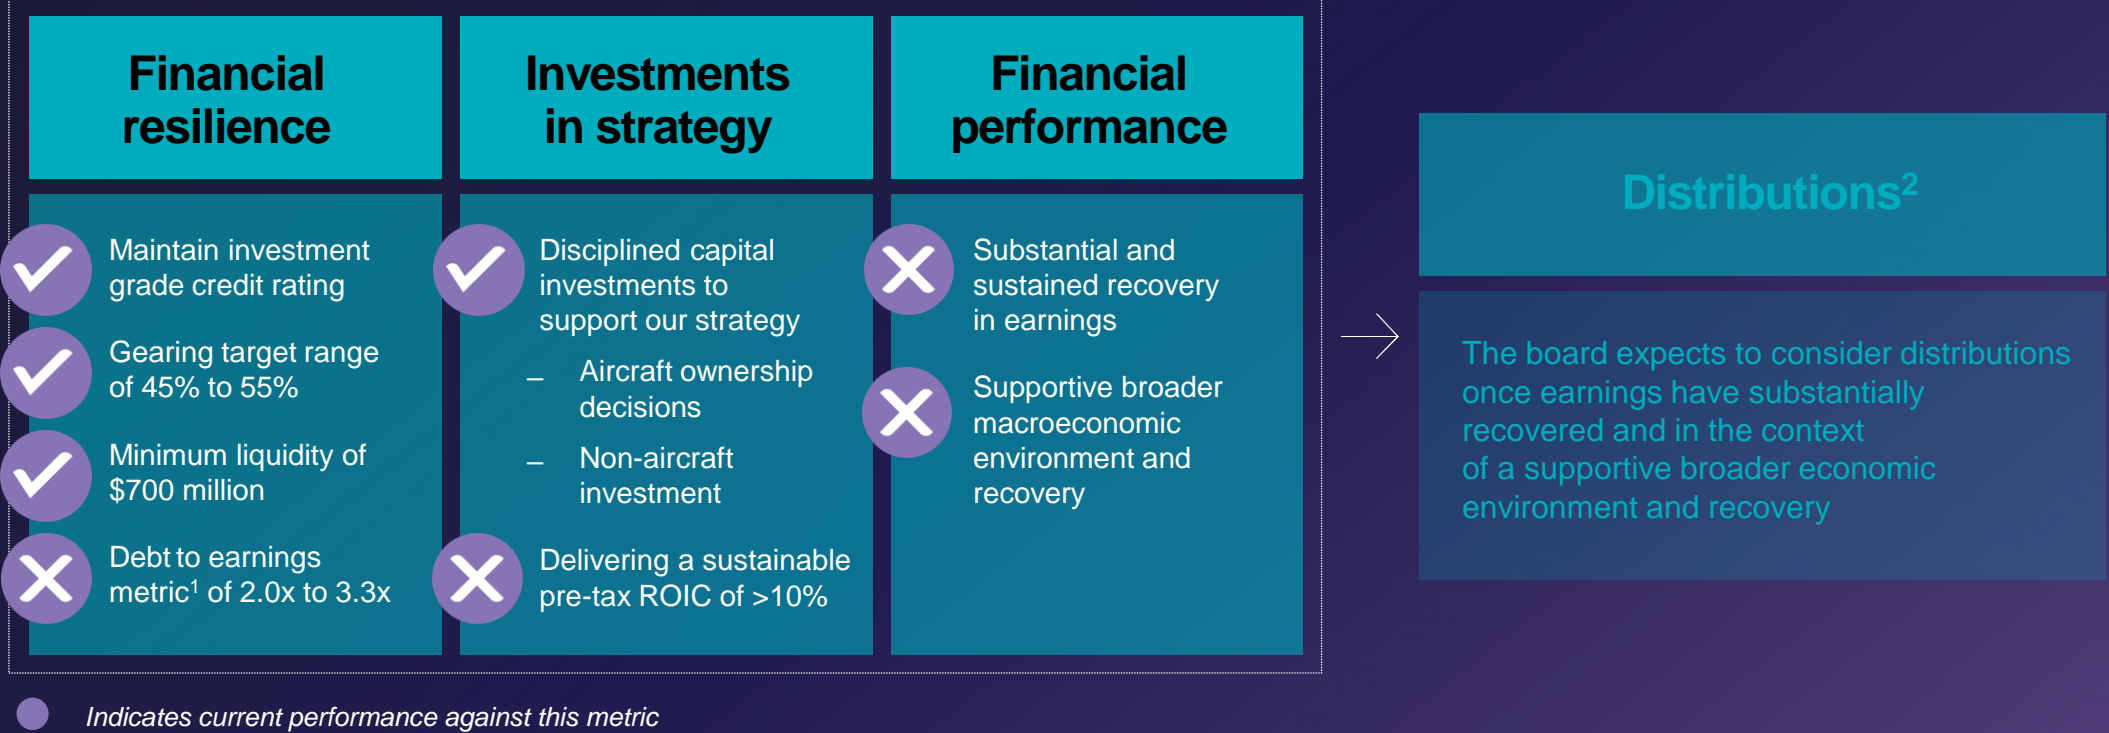 Financial
resilience
Maintain investment
grade credit rating
Gearing target range
of 45% to 55%
Minimum liquidity of
$700 million
Debt to earnings
metric¹ of 2.0x to 3.3x
Investments
in strategy
Disciplined capital
investments to
support our strategy
– Aircraft ownership
decisions
– Non-aircraft
investment
Delivering a sustainable
pre-tax ROIC of >10%
Financial
performance
Substantial and
sustained recovery
in earnings
Supportive broader
macroeconomic
environment and
recovery
Distributions²
The board expects to consider distributions
once earnings have substantially
recovered and in the context
of a supportive broader economic
environment and recovery
Indicates current performance against this metric